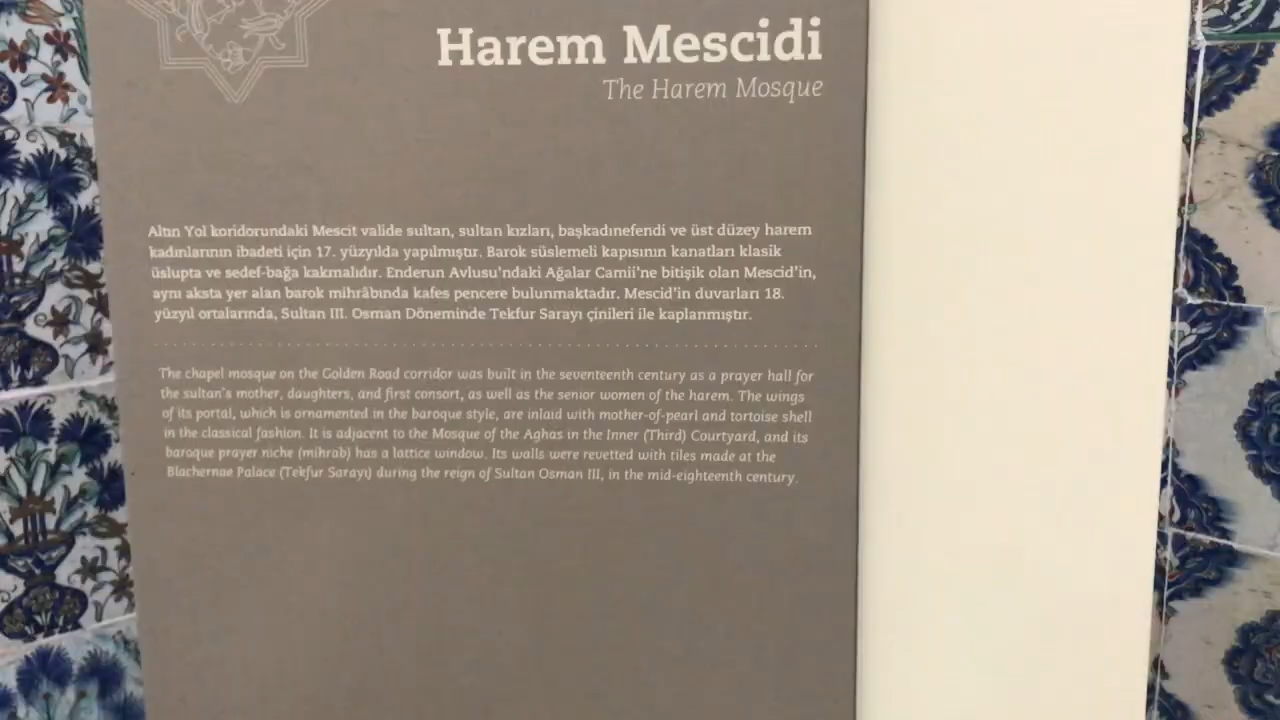 Harem Mescidi
The Harem Mosque
Altın Yol koridorundaki Mescit valide sultan, sultan kızları, başkadınefendi ve üst düzey harem
kadınlarının ibadeti için 17. yüzyılda yapılmıştır. Barok süslemeli kapısının kanatları klasik
üslupta ve sedef-bağa kakmalıdır. Enderun Avlusu'ndaki Ağalar Camii'ne bitişik olan Mescid'in,
aynı aksta yer alan barok mihrâbında kafes pencere bulunmaktadır. Mescid'in duvarları 18.
yüzyıl ortalarında, Sultan III. Osman Döneminde Tekfur Sarayı çinileri ile kaplanmıştır.
The chapel mosque on the Golden Road corridor was built in the seventeenth century as a prayer hall for
the sultan's mother, daughters, and first consort, as well as the senior women of the harem. The wings
of its portal, which is ornamented in the baroque style, are inlaid with mother-of-pearl and tortoise shell
in the classical fashion. It is adjacent to the Mosque of the Aghas in the Inner (Third) Courtyard, and its
baroque prayer niche (mihrab) has a lattice window. Its walls were revetted with tiles made at the
Blachernae Palace (Tekfur Sarayı) during the reign of Sultan Osman III, in the mid-eighteenth century.